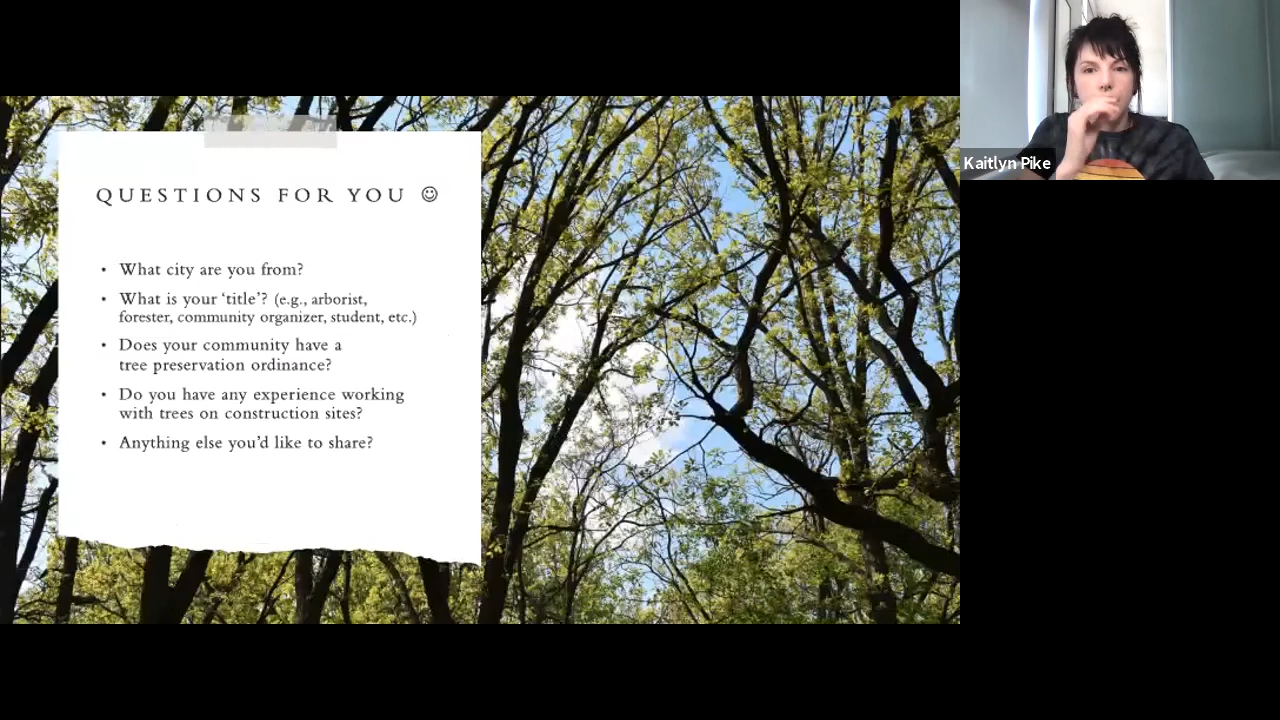 QUESTIONS FOR YOU ☺
• What city are you from?
• What is your ‘title’? (e.g., arborist,
forester, community organizer, student, etc.)
• Does your community have a
tree preservation ordinance?
• Do you have any experience working
with trees on construction sites?
• Anything else you’d like to share?
Kaitlyn Pike